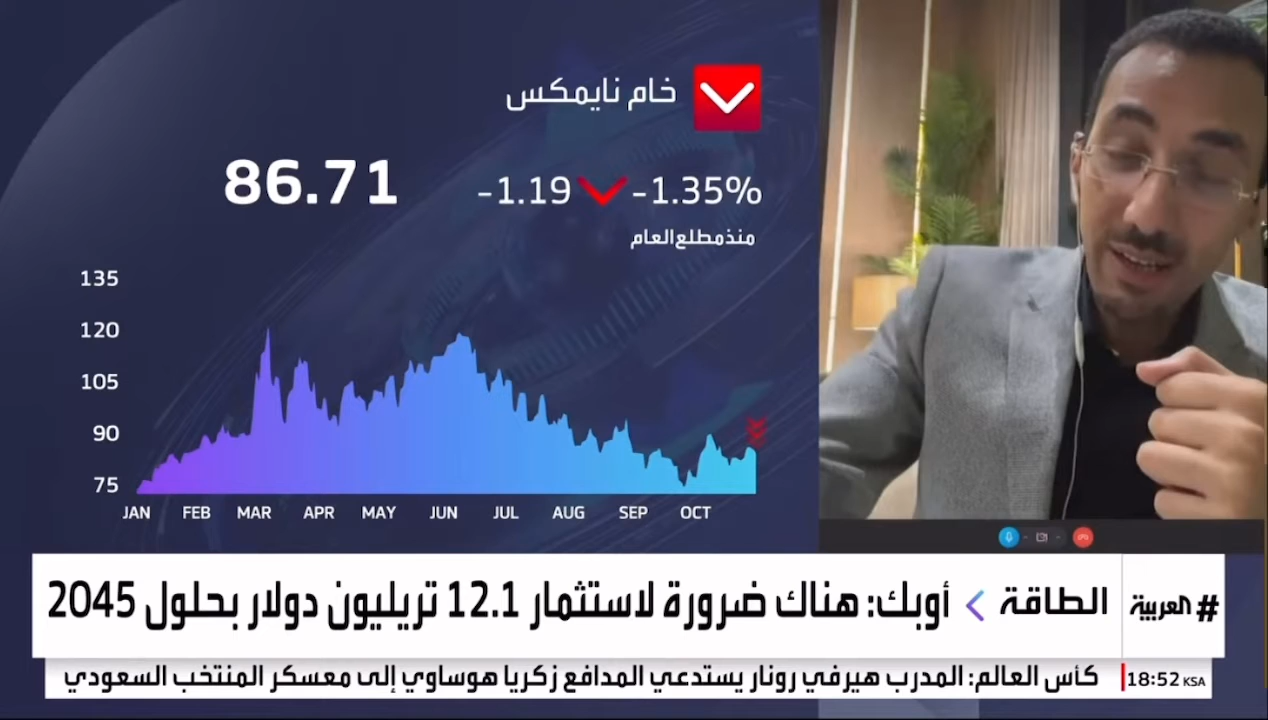 خام نايمكس
86.71
-1.19
-1.35%
منذ مطلع العام
135
120
105
90
75
JAN FEB MAR APR MAY JUN JUL AUG SEP OCT
#العربية
الطاقة
أوبك: هناك ضرورة لاستثمار 12.1 تريليون دولار بحلول 2045
18:52 KSA
كأس العالم: المدرب هيرفي رونار يستدعي المدافع زكريا هوساوي إلى معسكر المنتخب السعودي